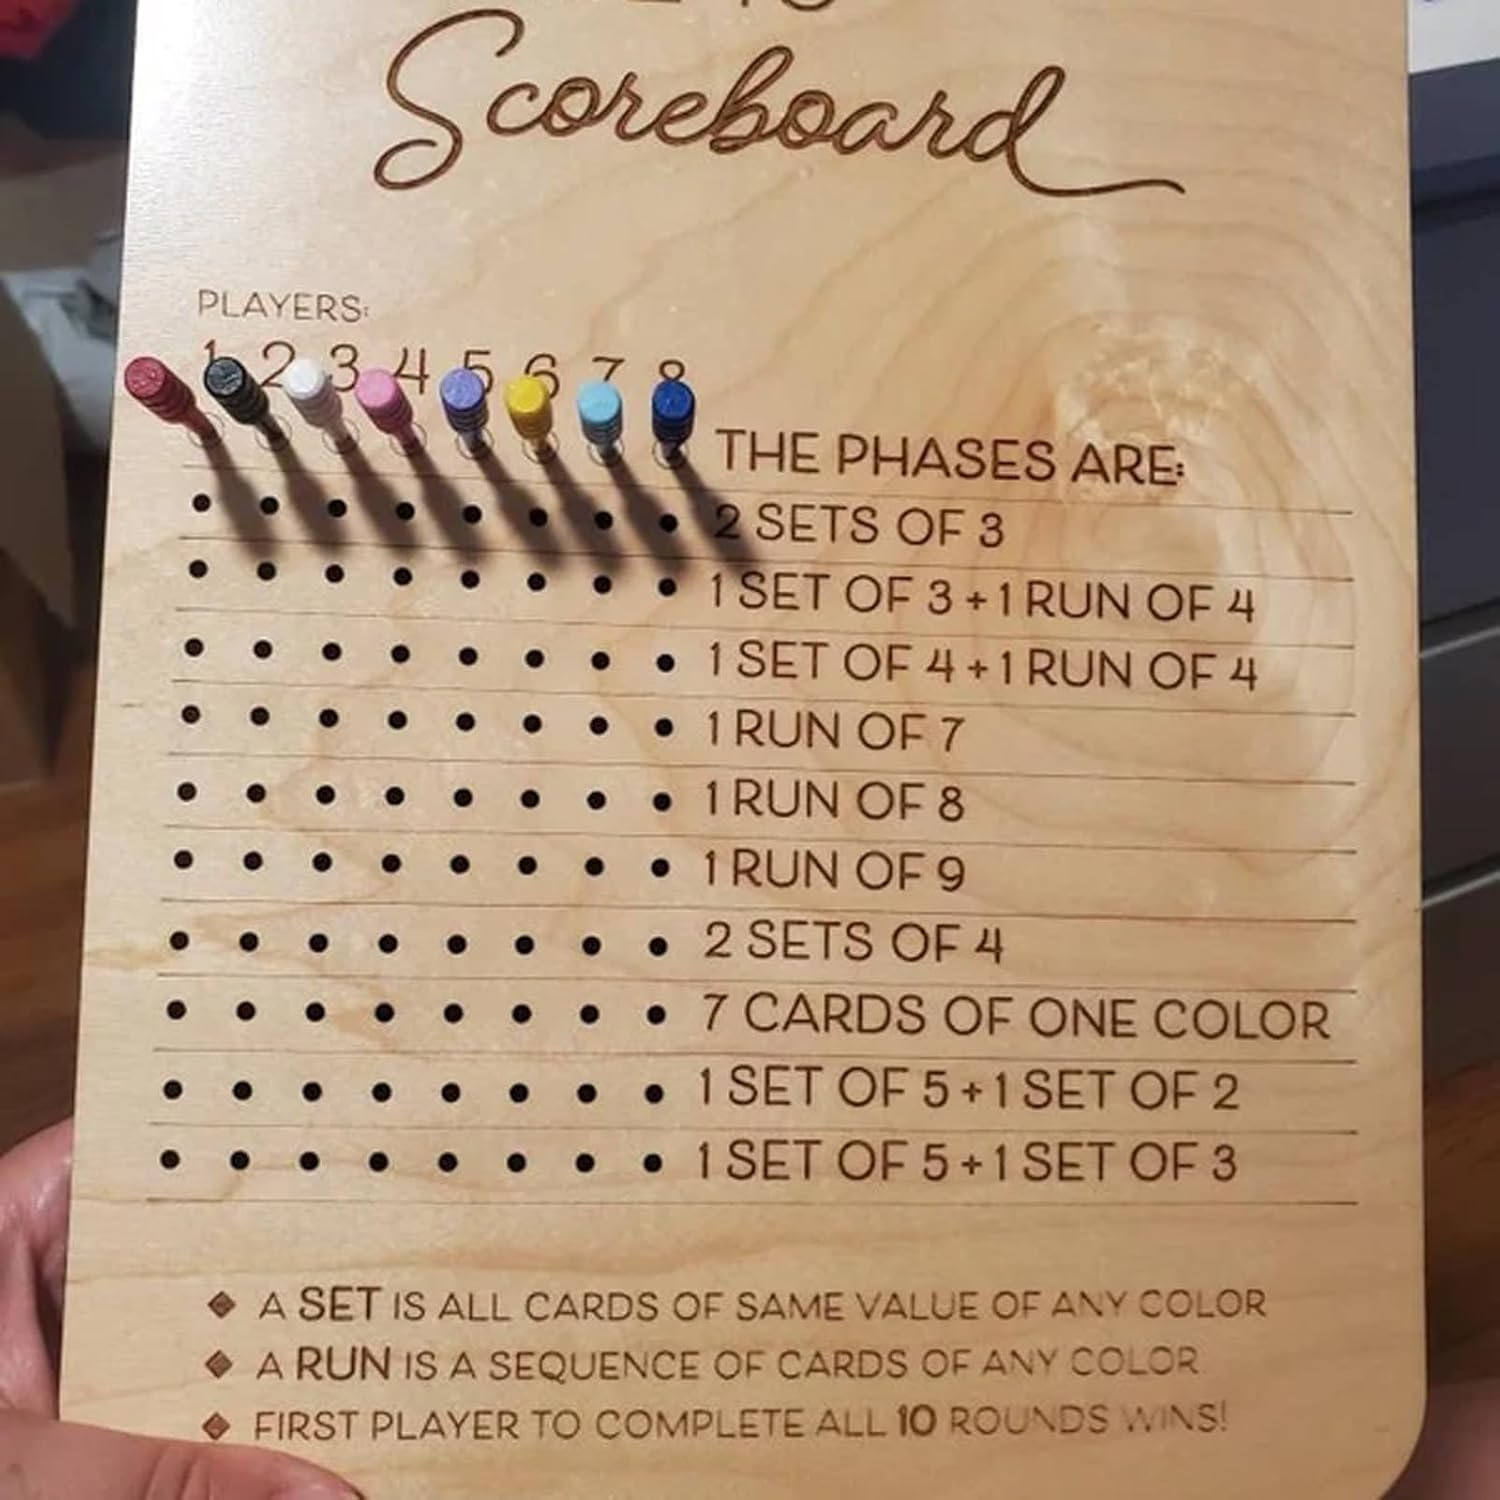 Scoreboard
PLAYERS:
1 2 3 4 5 6 7 8
THE PHASES ARE:
2 SETS OF 3
1 SET OF 3 + 1 RUN OF 4
1 SET OF 4 + 1 RUN OF 4
1 RUN OF 7
1 RUN OF 8
1 RUN OF 9
2 SETS OF 4
7 CARDS OF ONE COLOR
1 SET OF 5 + 1 SET OF 2
1 SET OF 5 + 1 SET OF 3
A SET IS ALL CARDS OF SAME VALUE OF ANY COLOR
A RUN IS A SEQUENCE OF CARDS OF ANY COLOR
FIRST PLAYER TO COMPLETE ALL 10 ROUNDS WINS!